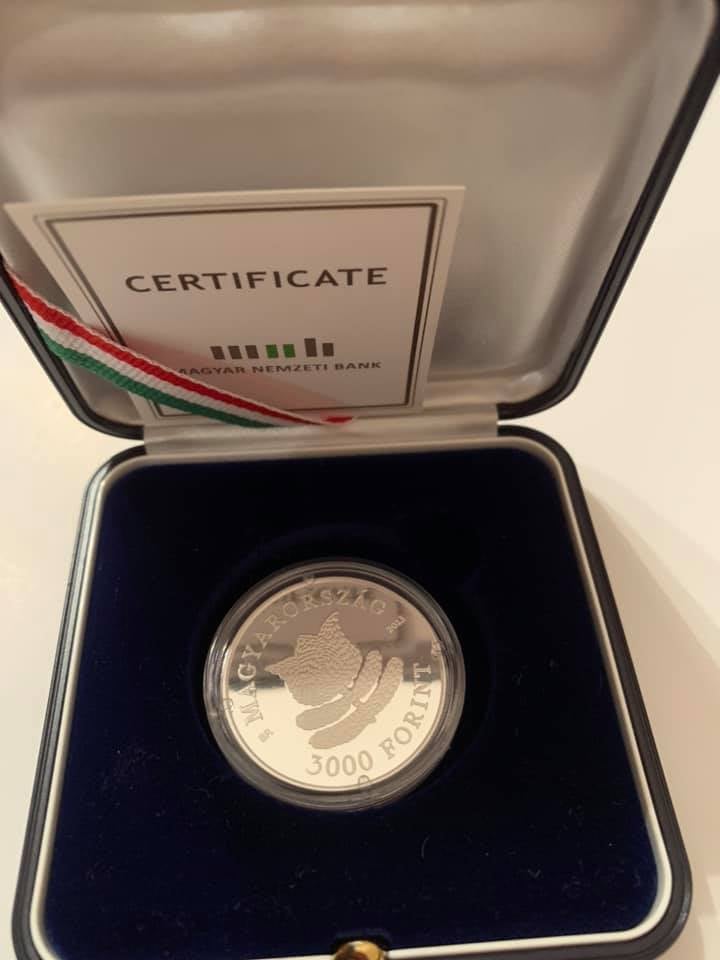 CERTIFICATE
MAGYAR NEMZETI BANK
MAGYARORSZÁG
3000 FORINT